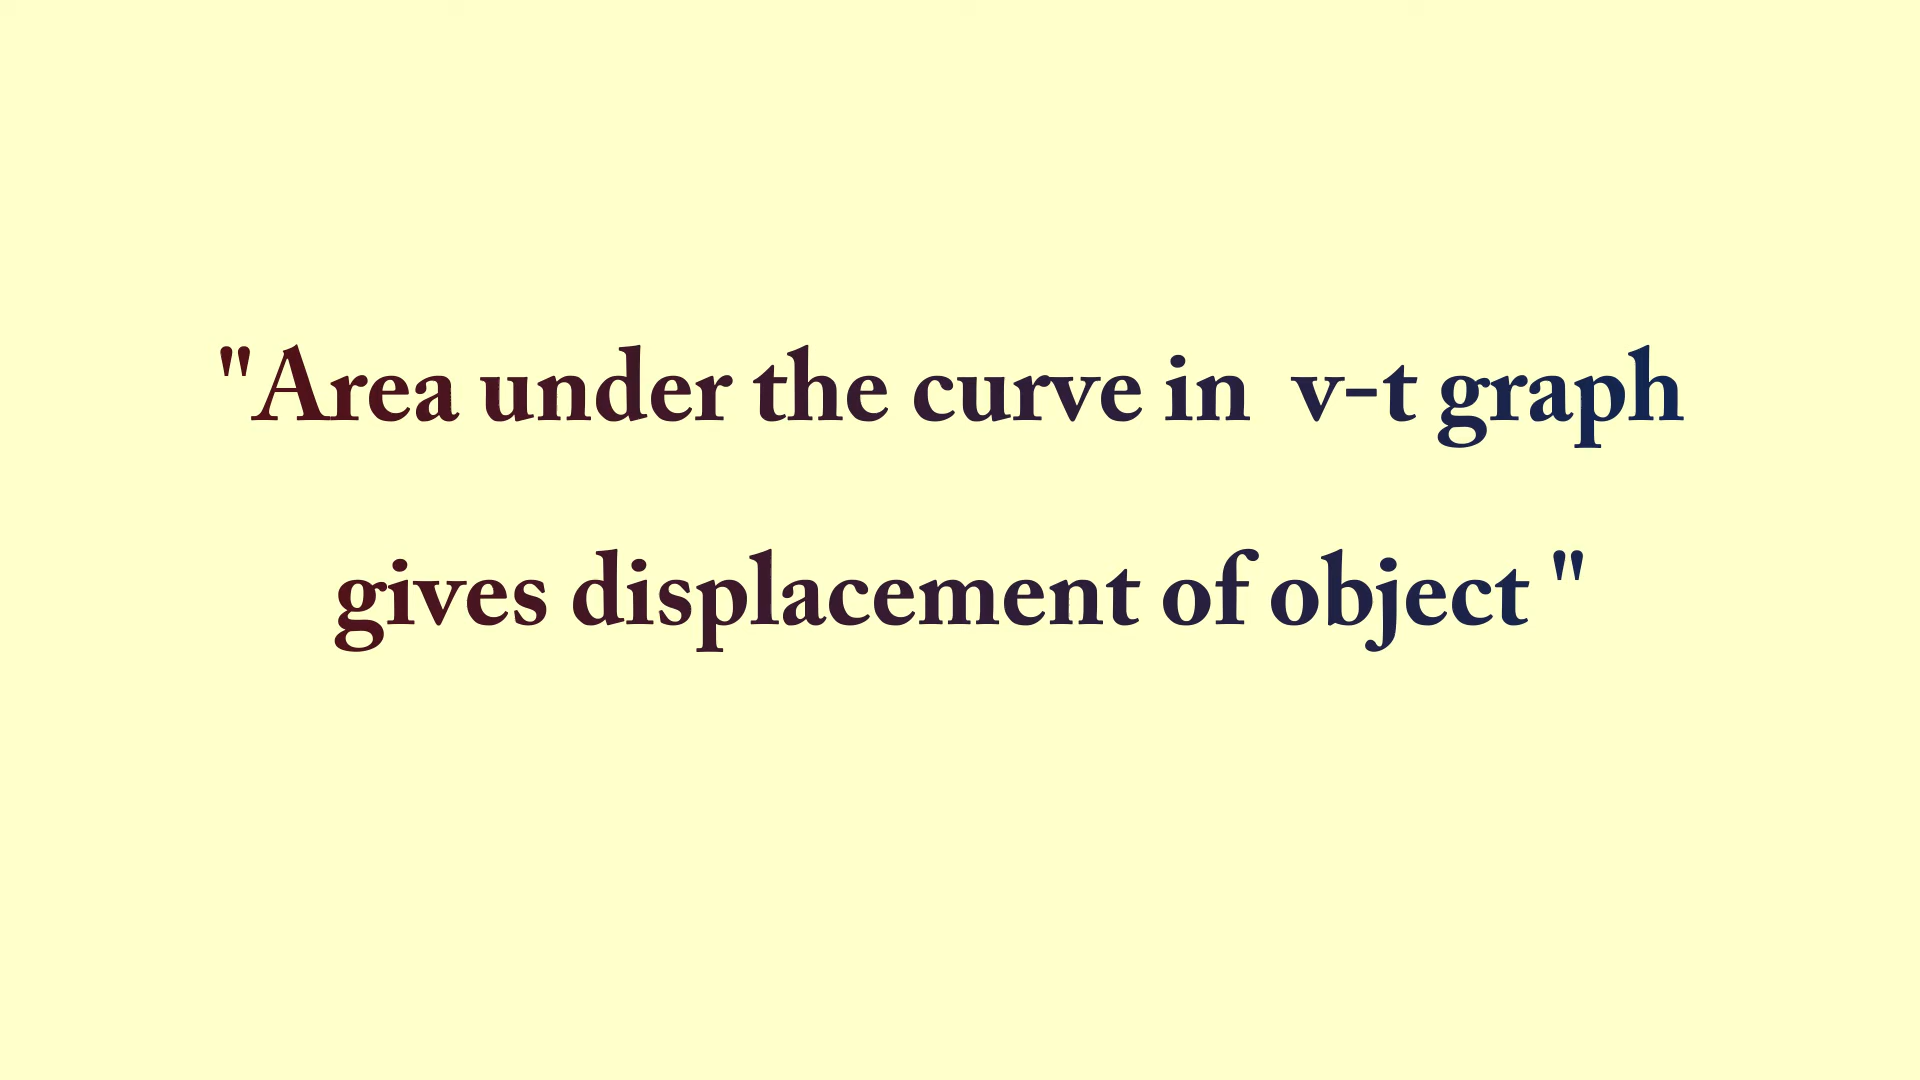 "Area under the curve in  v-t graph
gives displacement of object "